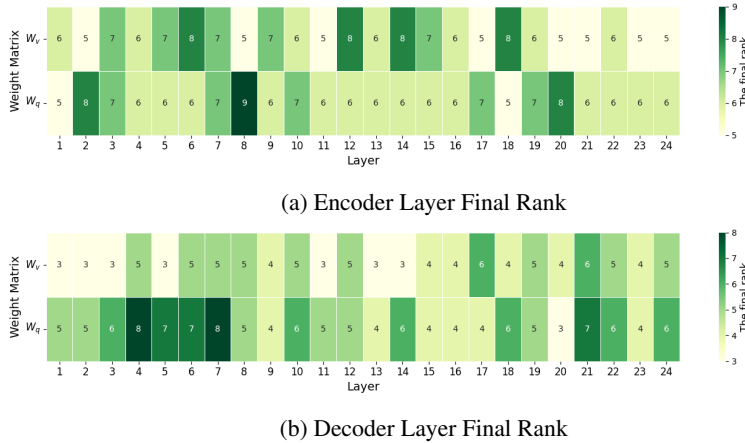 Weight Matrix
W_v 6 5 7 6 7 8 7 5 7 6 5 8 6 8 7 6 5 8 6 5 5 6 5 5
W_q 5 8 7 6 6 6 7 9 6 7 6 6 6 6 6 6 7 5 7 8 6 6 6 6
1 2 3 4 5 6 7 8 9 10 11 12 13 14 15 16 17 18 19 20 21 22 23 24
Layer
9
8
7
6
5
The final rank
(a) Encoder Layer Final Rank
Weight Matrix
W_v 3 3 3 5 3 5 5 5 4 5 3 5 3 3 4 4 6 4 5 4 6 5 4 5
W_q 5 5 6 8 7 7 8 5 4 6 5 5 4 6 4 4 4 6 5 3 7 6 4 6
1 2 3 4 5 6 7 8 9 10 11 12 13 14 15 16 17 18 19 20 21 22 23 24
Layer
8
7
6
5
4
3
The final rank
(b) Decoder Layer Final Rank